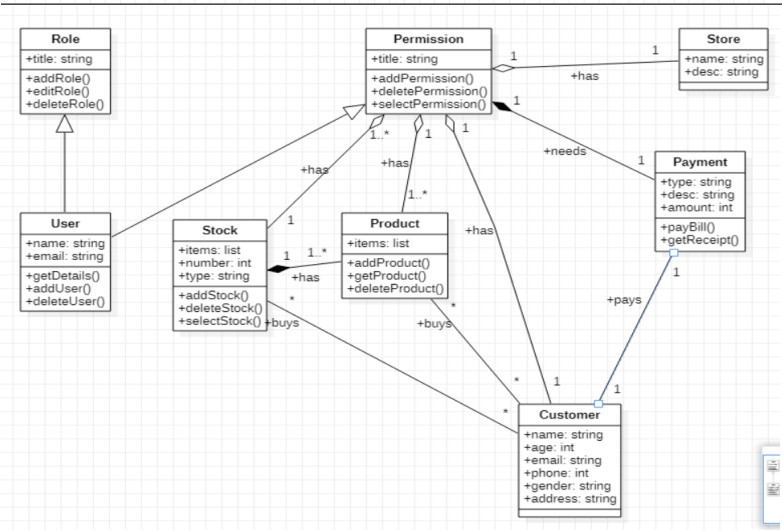 Role
+title: string
+addRole()
+editRole()
+deleteRole()
Permission
+title: string
+addPermission()
+deletePermission()
+selectPermission()
Store
+name: string
+desc: string
1
1
+has
1
+needs
1
Payment
+type: string
+desc: string
+amount: int
+payBill()
+getReceipt()
1..*
+has
1
1
+has
1..*
1
+has
1
User
+name: string
+email: string
+getDetails()
+addUser()
+deleteUser()
Stock
+items: list
+number: int
+type: string
+addStock()
+deleteStock()
+selectStock()
1
1..*
+has
Product
+items: list
+addProduct()
+getProduct()
+deleteProduct()
*
+buys
*
*
+buys
*
1
+pays
1
Customer
+name: string
+age: int
+email: string
+phone: int
+gender: string
+address: string